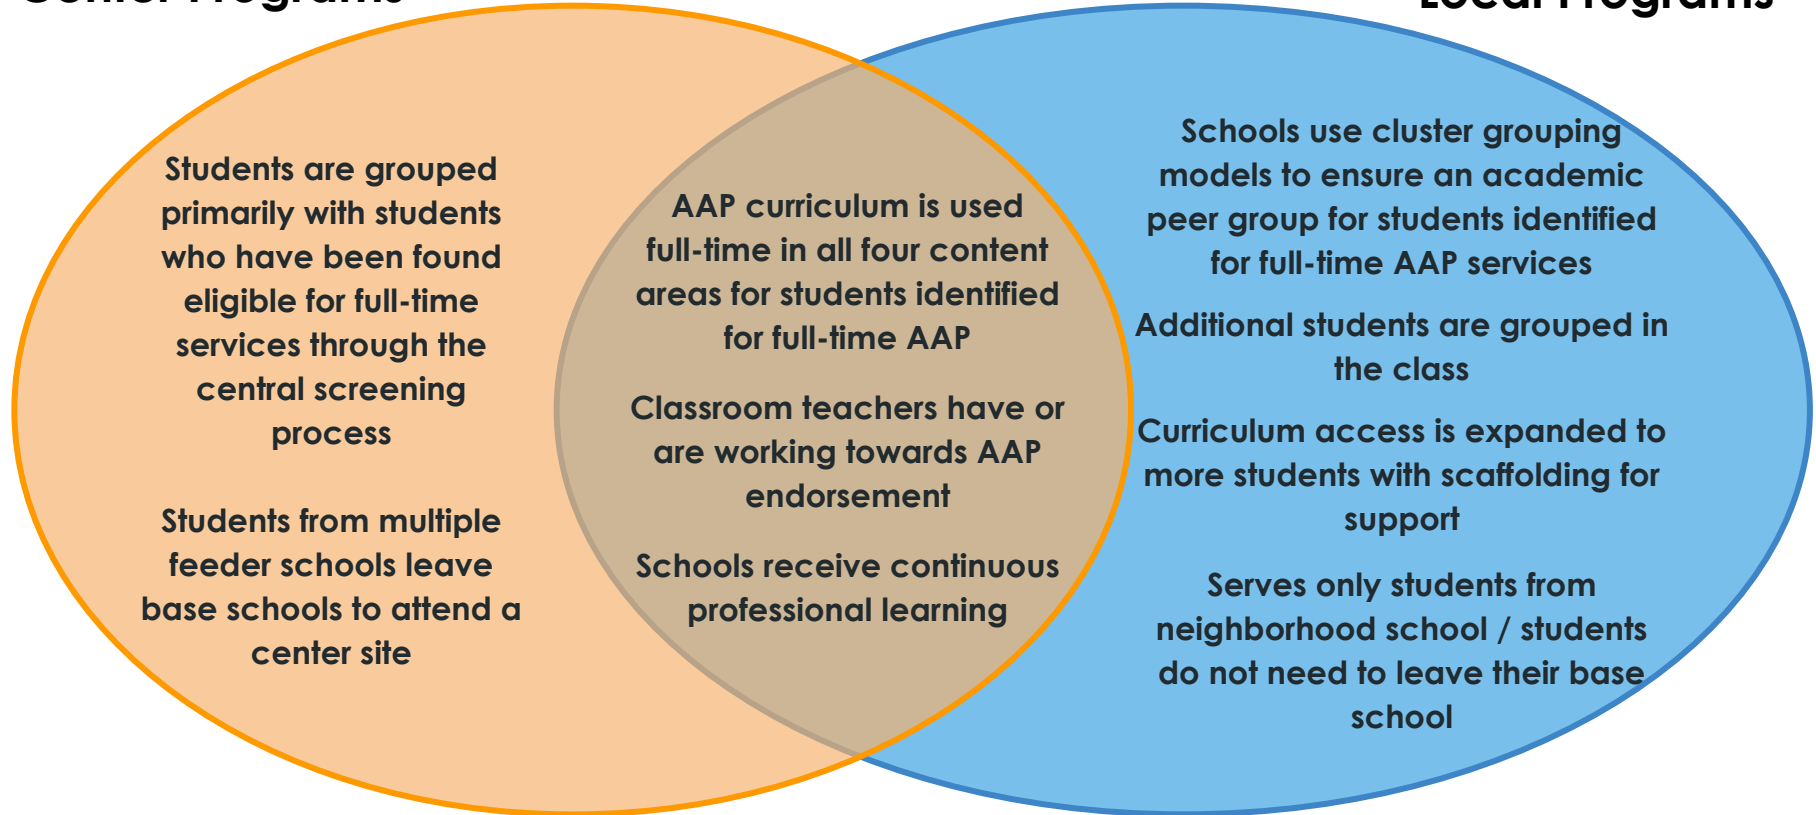 Center Programs
Local Programs
Students are grouped
primarily with students
who have been found
eligible for full-time
services through the
central screening
process
Students from multiple
feeder schools leave
base schools to attend a
center site
AAP curriculum is used
full-time in all four content
areas for students identified
for full-time AAP
Classroom teachers have or
are working towards AAP
endorsement
Schools receive continuous
professional learning
Schools use cluster grouping
models to ensure an academic
peer group for students identified
for full-time AAP services
Additional students are grouped in
the class
Curriculum access is expanded to
more students with scaffolding for
support
Serves only students from
neighborhood school / students
do not need to leave their base
school